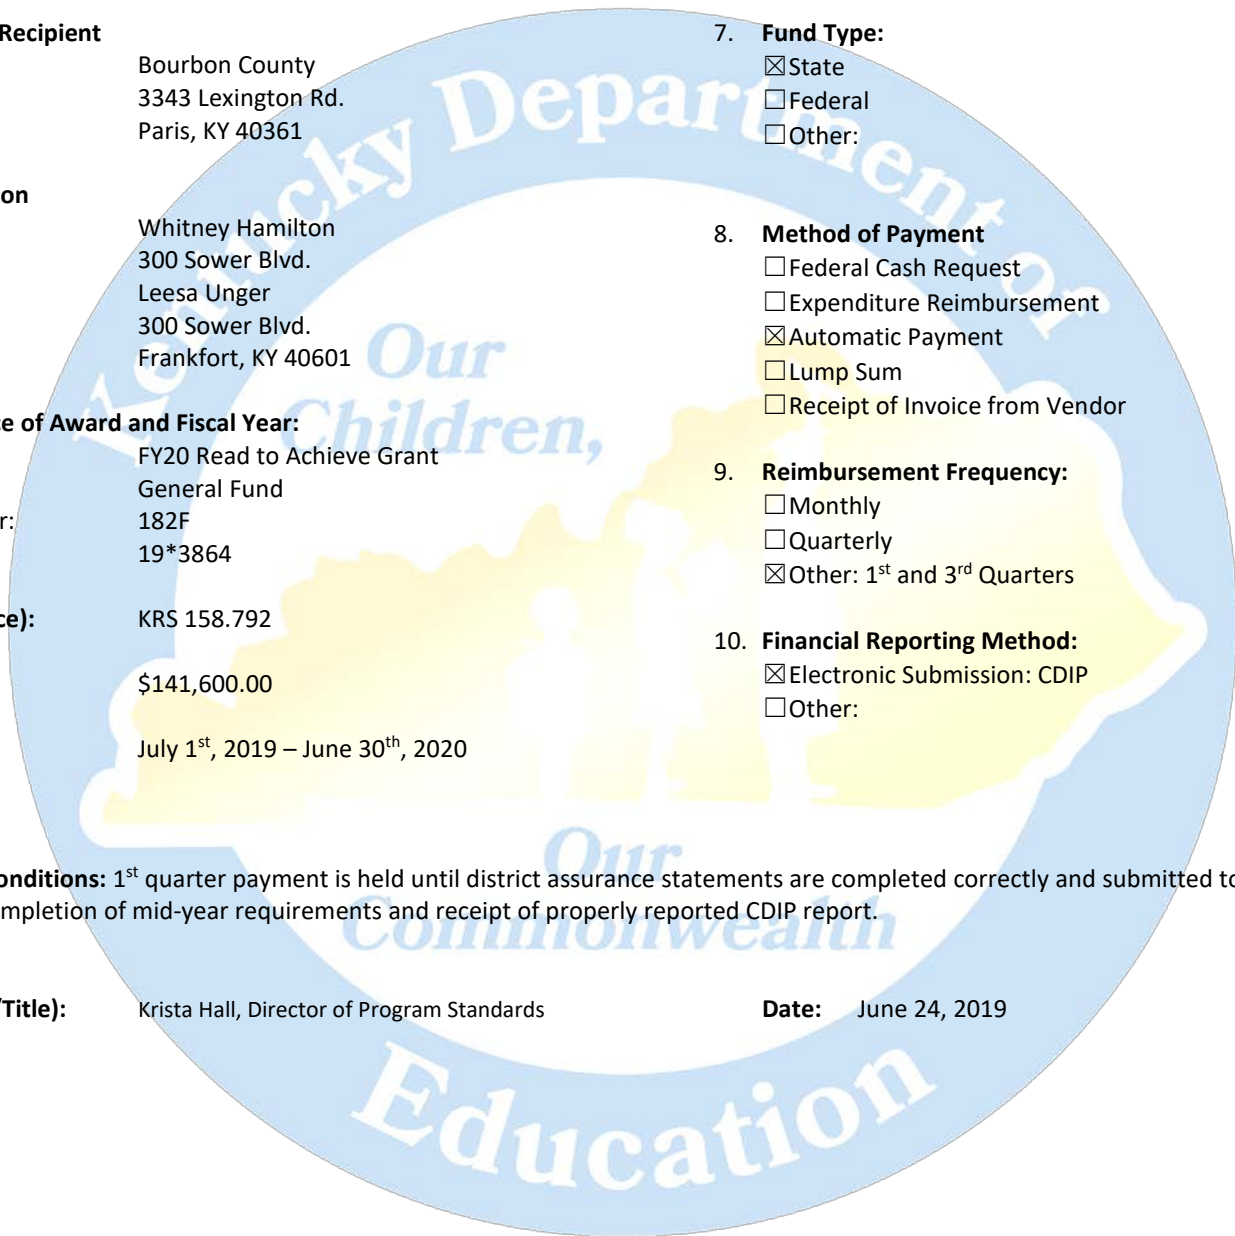 Recipient
Bourbon County
3343 Lexington Rd.
Paris, KY 40361
on
Whitney Hamilton
300 Sower Blvd.
Leesa Unger
300 Sower Blvd.
Frankfort, KY 40601
e of Award and Fiscal Year:
FY20 Read to Achieve Grant
General Fund
r: 182F
19*3864
ce): KRS 158.792
$141,600.00
July 1st, 2019 – June 30th, 2020
7. Fund Type:
☒State
☐Federal
☐Other:
8. Method of Payment
☐Federal Cash Request
☐Expenditure Reimbursement
☒Automatic Payment
☐Lump Sum
☐Receipt of Invoice from Vendor
9. Reimbursement Frequency:
☐Monthly
☐Quarterly
☒Other: 1st and 3rd Quarters
10. Financial Reporting Method:
☒Electronic Submission: CDIP
☐Other:
onditions: 1st quarter payment is held until district assurance statements are completed correctly and submitted to
mpletion of mid-year requirements and receipt of properly reported CDIP report.
/Title): Krista Hall, Director of Program Standards Date: June 24, 2019
Kentucky Department of
Education
Our
Children,
Our
Commonwealth